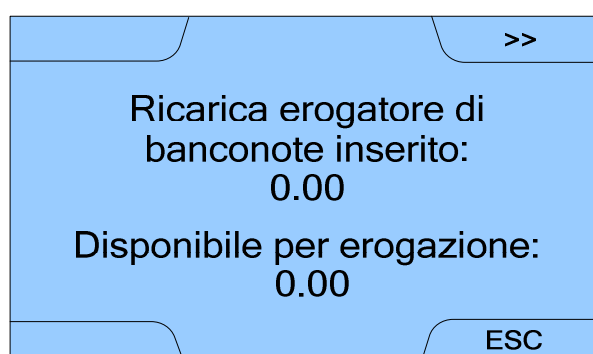 >>
Ricarica erogatore di
banconote inserito:
0.00
Disponibile per erogazione:
0.00
ESC